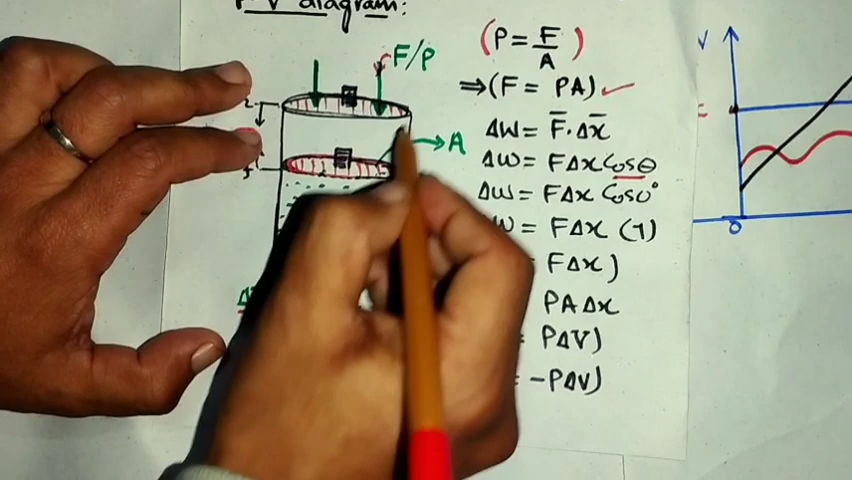 P-V diagram:
F/P
A
(P = F/A)
⇒(F = PA) ✓
ΔW = F̅. Δx̅
ΔW = FΔx Cosθ
ΔW = FΔx Cos0°
W = FΔx (1)
FΔx)
PAΔx
= PΔV)
= -PΔV)
V
0